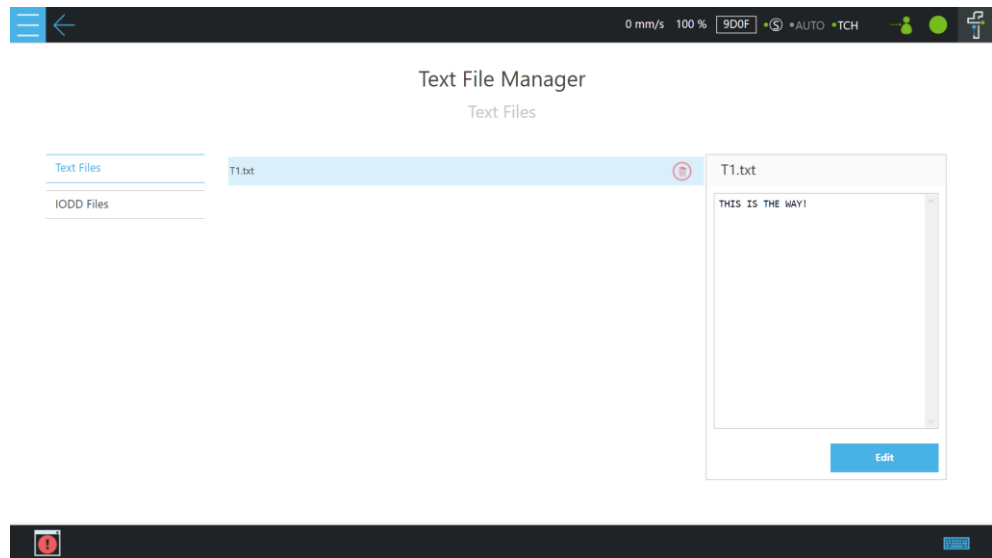 0 mm/s 100 % 9D0F •Ⓢ •AUTO •TCH
Text File Manager
Text Files
Text Files
IODD Files
T1.txt
T1.txt
THIS IS THE WAY!
Edit